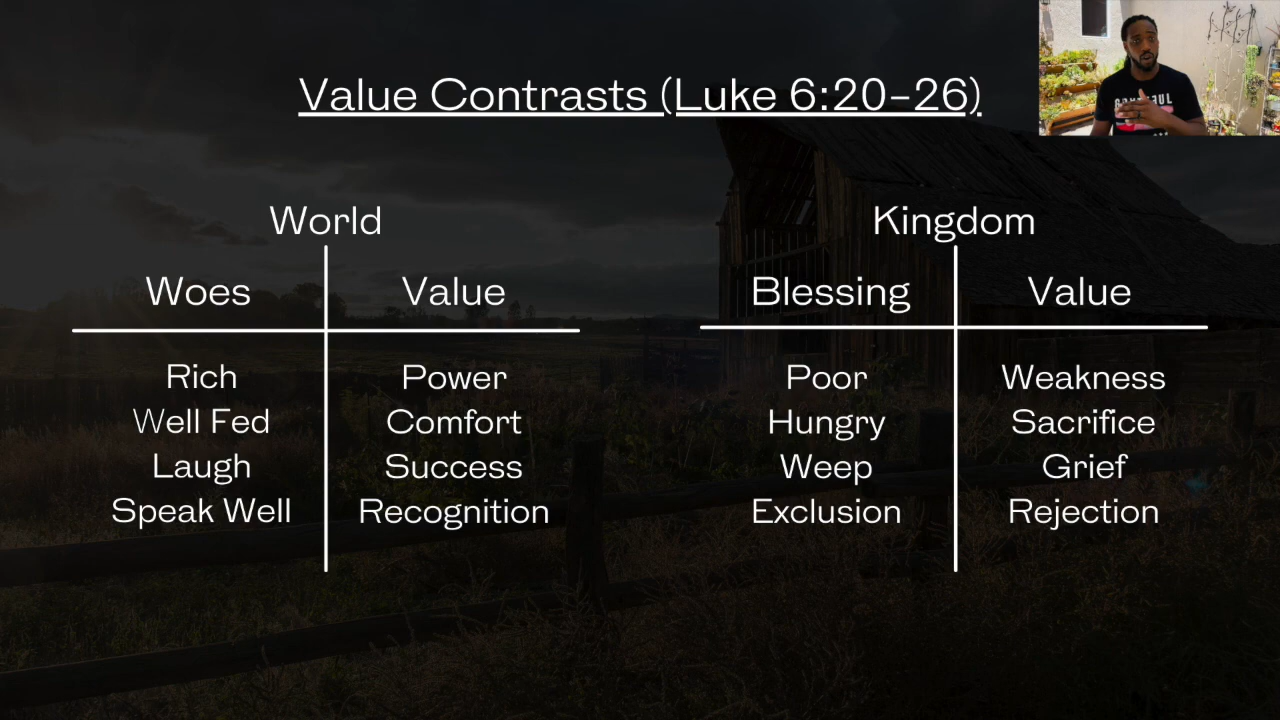 Value Contrasts (Luke 6:20-26)
World
Woes Value
Rich Power
Well Fed Comfort
Laugh Success
Speak Well Recognition
Kingdom
Blessing Value
Poor Weakness
Hungry Sacrifice
Weep Grief
Exclusion Rejection